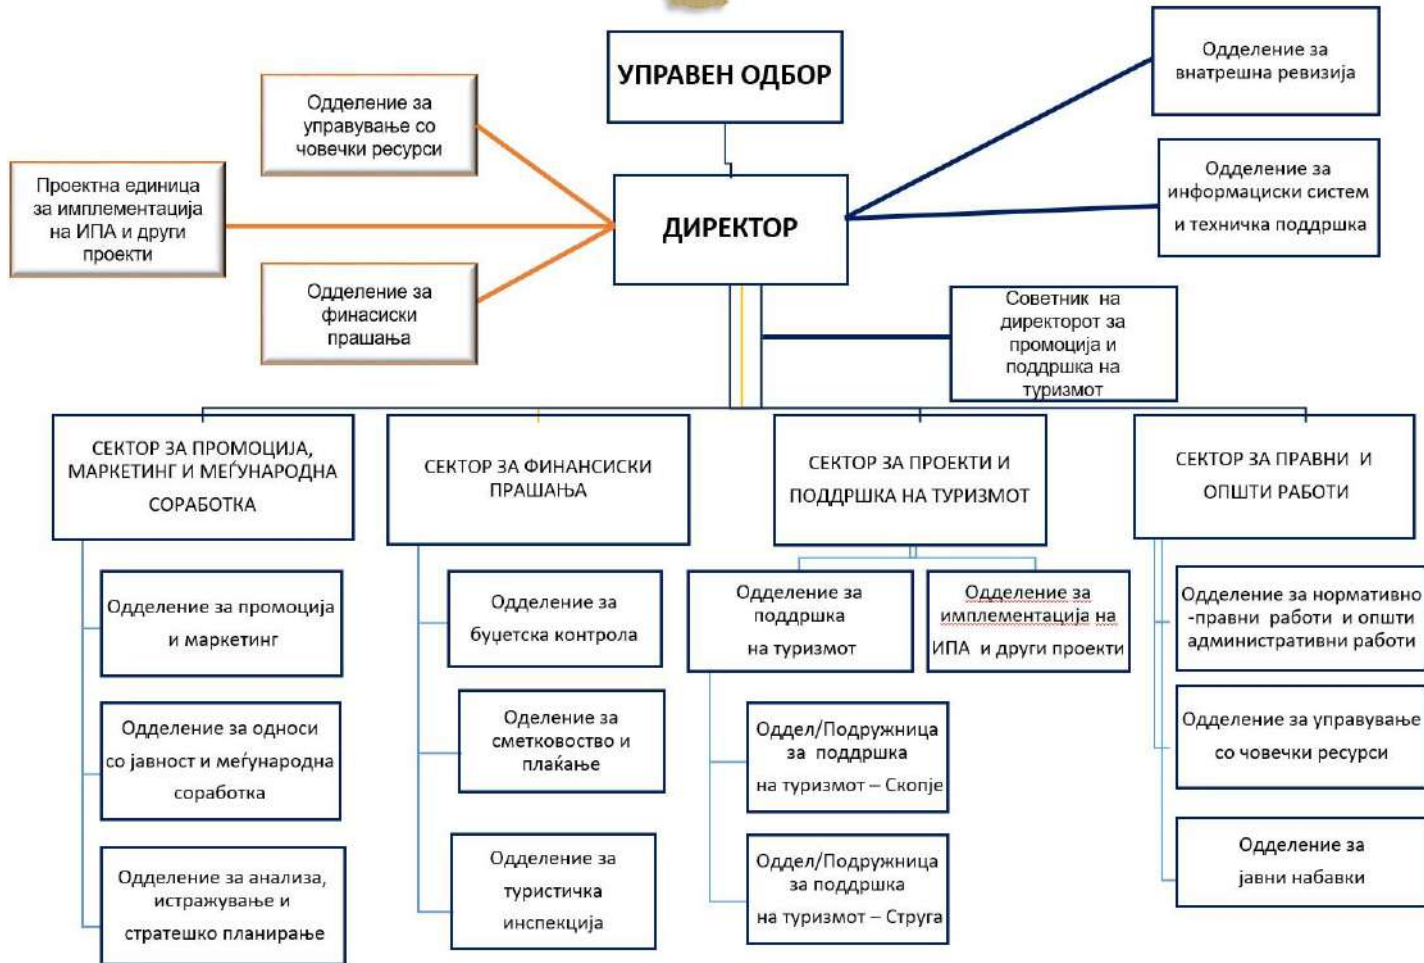 УПРАВЕН ОДБОР
Одделение за
внатрешна ревизија
Одделение за
управување со
човечки ресурси
Проектна единица
за имплементација
на ИПА и други
проекти
ДИРЕКТОР
Одделение за
информациски систем
и техничка поддршка
Одделение за
финасиски
прашања
Советник на
директорот за
промоција и
поддршка на
туризмот
СЕКТОР ЗА ПРОМОЦИЈА,
МАРКЕТИНГ И МЕЃУНАРОДНА
СОРАБОТКА
СЕКТОР ЗА ФИНАНСИСКИ
ПРАШАЊА
СЕКТОР ЗА ПРОЕКТИ И
ПОДДРШКА НА ТУРИЗМОТ
СЕКТОР ЗА ПРАВНИ И
ОПШТИ РАБОТИ
Одделение за промоција
и маркетинг
Одделение за односи
со јавност и меѓународна
соработка
Одделение за анализа,
истражување и
стратешко планирање
Одделение за
буџетска контрола
Оделение за
сметковоство и
плаќање
Одделение за
туристичка
инспекција
Одделение за
поддршка
на туризмот
Одделение за
имплементација на
ИПА и други проекти
Оддел/Подружница
за поддршка
на туризмот – Скопје
Оддел/Подружница
за поддршка
на туризмот – Струга
Одделение за нормативно
-правни работи и општи
административни работи
Одделение за управување
со човечки ресурси
Одделение за
јавни набавки